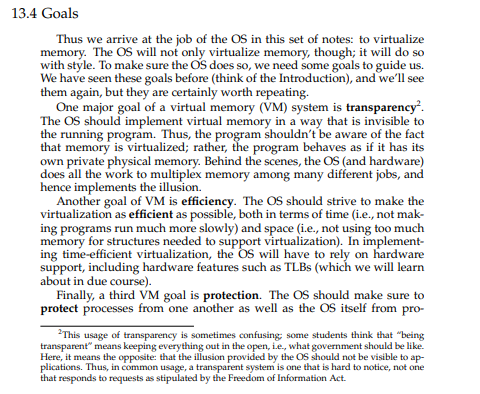 13.4 Goals
Thus we arrive at the job of the OS in this set of notes: to virtualize
memory. The OS will not only virtualize memory, though; it will do so
with style. To make sure the OS does so, we need some goals to guide us.
We have seen these goals before (think of the Introduction), and we'll see
them again, but they are certainly worth repeating.
One major goal of a virtual memory (VM) system is transparency².
The OS should implement virtual memory in a way that is invisible to
the running program. Thus, the program shouldn't be aware of the fact
that memory is virtualized; rather, the program behaves as if it has its
own private physical memory. Behind the scenes, the OS (and hardware)
does all the work to multiplex memory among many different jobs, and
hence implements the illusion.
Another goal of VM is efficiency. The OS should strive to make the
virtualization as efficient as possible, both in terms of time (i.e., not mak-
ing programs run much more slowly) and space (i.e., not using too much
memory for structures needed to support virtualization). In implement-
ing time-efficient virtualization, the OS will have to rely on hardware
support, including hardware features such as TLBs (which we will learn
about in due course).
Finally, a third VM goal is protection. The OS should make sure to
protect processes from one another as well as the OS itself from pro-
²This usage of transparency is sometimes confusing; some students think that "being
transparent" means keeping everything out in the open, i.e., what government should be like.
Here, it means the opposite: that the illusion provided by the OS should not be visible to ap-
plications. Thus, in common usage, a transparent system is one that is hard to notice, not one
that responds to requests as stipulated by the Freedom of Information Act.